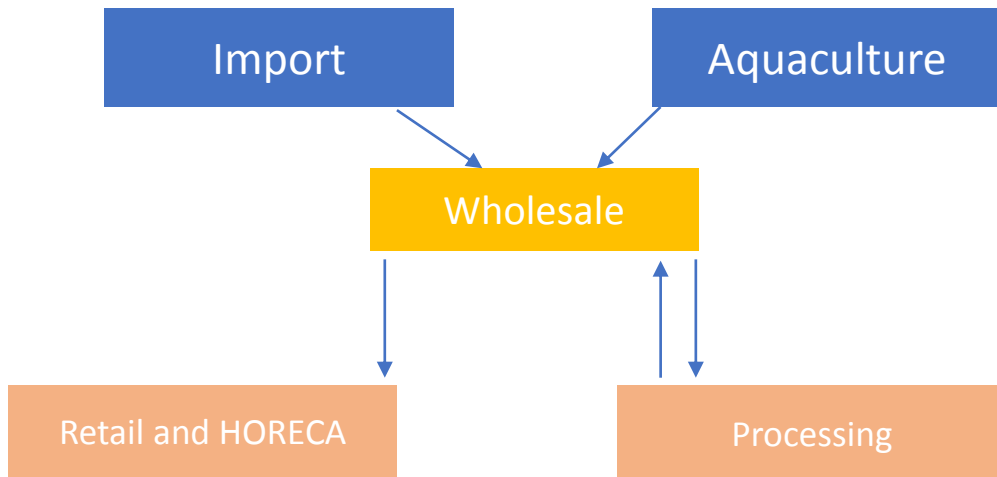 Import
Aquaculture
Wholesale
Retail and HORECA
Processing